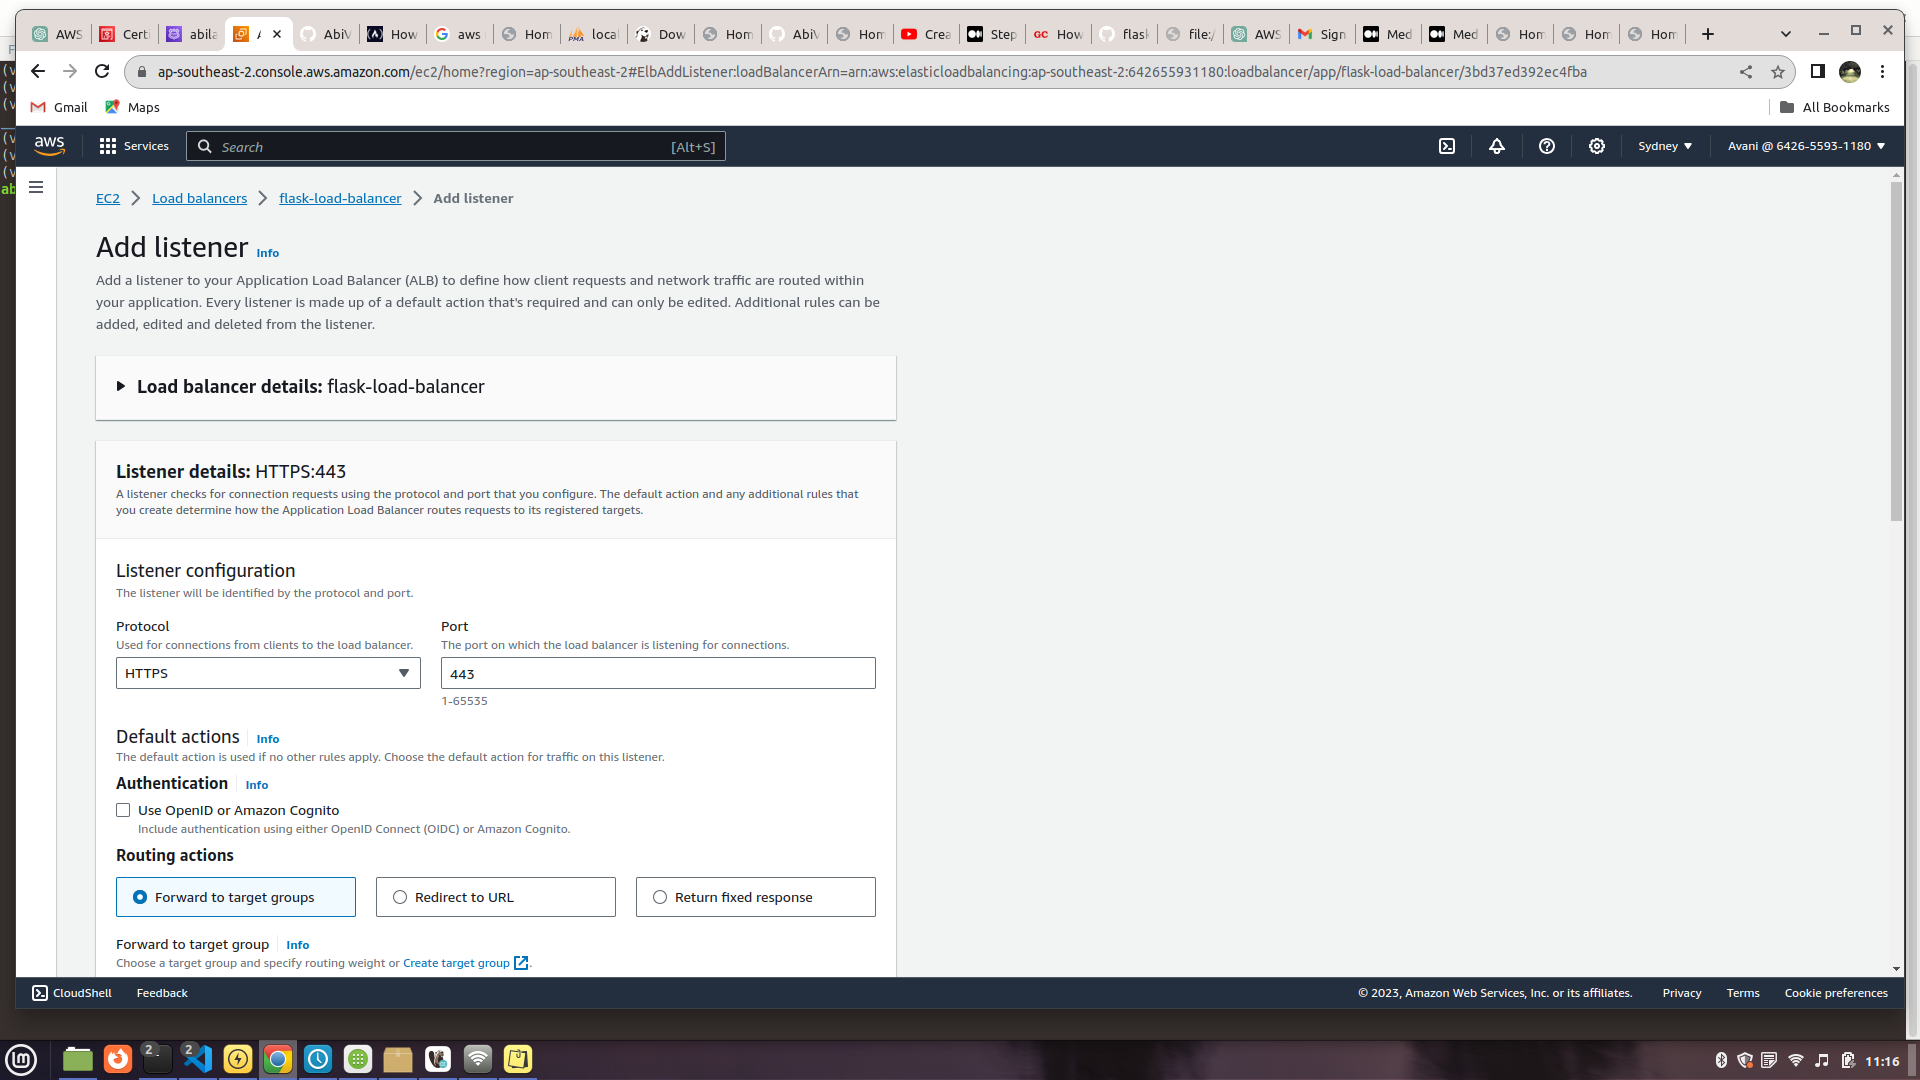 AWS
Certi
abila
AbiV
How
aws
Hom
local
Dow
Hom
AbiV
Hom
Crea
Step
GC How
flask
file:/
AWS
Sign
Med
Med
Hom
Hom
Hom
ap-southeast-2.console.aws.amazon.com/ec2/home?region=ap-southeast-2#ElbAddListener:loadBalancerArn=arn:aws:elasticloadbalancing:ap-southeast-2:642655931180:loadbalancer/app/flask-load-balancer/3bd37ed392ec4fba
Gmail Maps All Bookmarks
aws Services Search [Alt+S] Sydney Avani @ 6426-5593-1180
EC2 Load balancers flask-load-balancer Add listener
Add listener Info
Add a listener to your Application Load Balancer (ALB) to define how client requests and network traffic are routed within
your application. Every listener is made up of a default action that's required and can only be edited. Additional rules can be
added, edited and deleted from the listener.
Load balancer details: flask-load-balancer
Listener details: HTTPS:443
A listener checks for connection requests using the protocol and port that you configure. The default action and any additional rules that
you create determine how the Application Load Balancer routes requests to its registered targets.
Listener configuration
The listener will be identified by the protocol and port.
Protocol Port
Used for connections from clients to the load balancer. The port on which the load balancer is listening for connections.
HTTPS 443
1-65535
Default actions Info
The default action is used if no other rules apply. Choose the default action for traffic on this listener.
Authentication Info
Use OpenID or Amazon Cognito
Include authentication using either OpenID Connect (OIDC) or Amazon Cognito.
Routing actions
Forward to target groups Redirect to URL Return fixed response
Forward to target group Info
Choose a target group and specify routing weight or Create target group .
CloudShell Feedback © 2023, Amazon Web Services, Inc. or its affiliates. Privacy Terms Cookie preferences
2 2 11:16